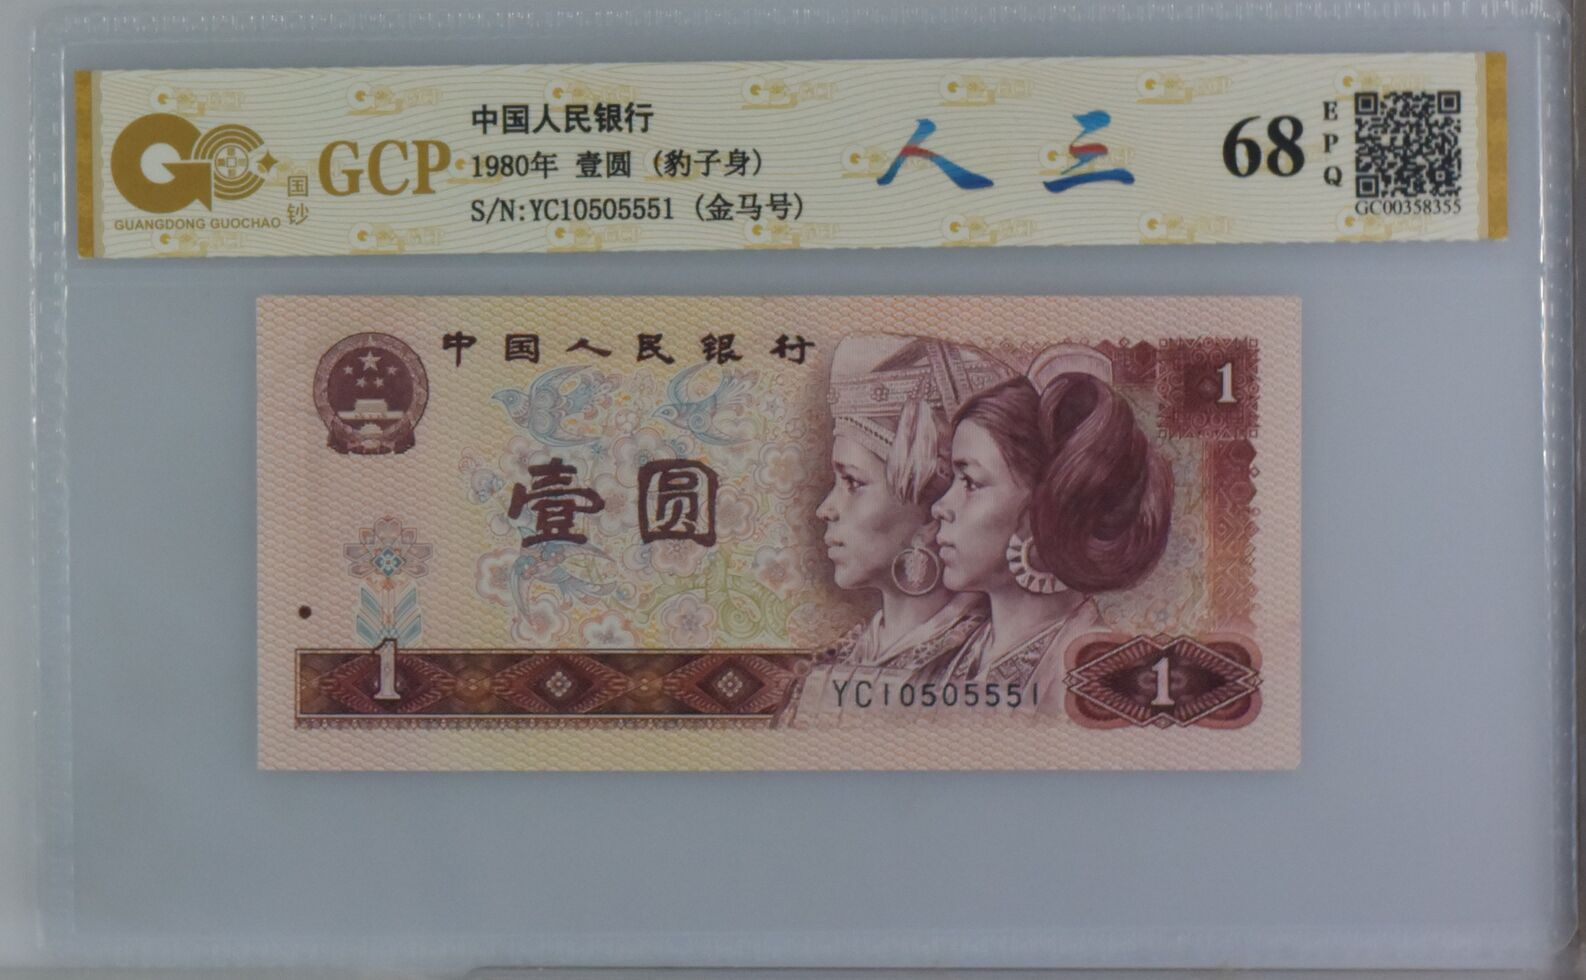 GCP
GUANGDONG GUOCHAO
国钞
中国人民银行
1980年 壹圆 (豹子身)
S/N:YC10505551 (金马号)
人三
68
EPQ
GC00358355
中国人民银行
1
壹圆
1
YC10505551
1